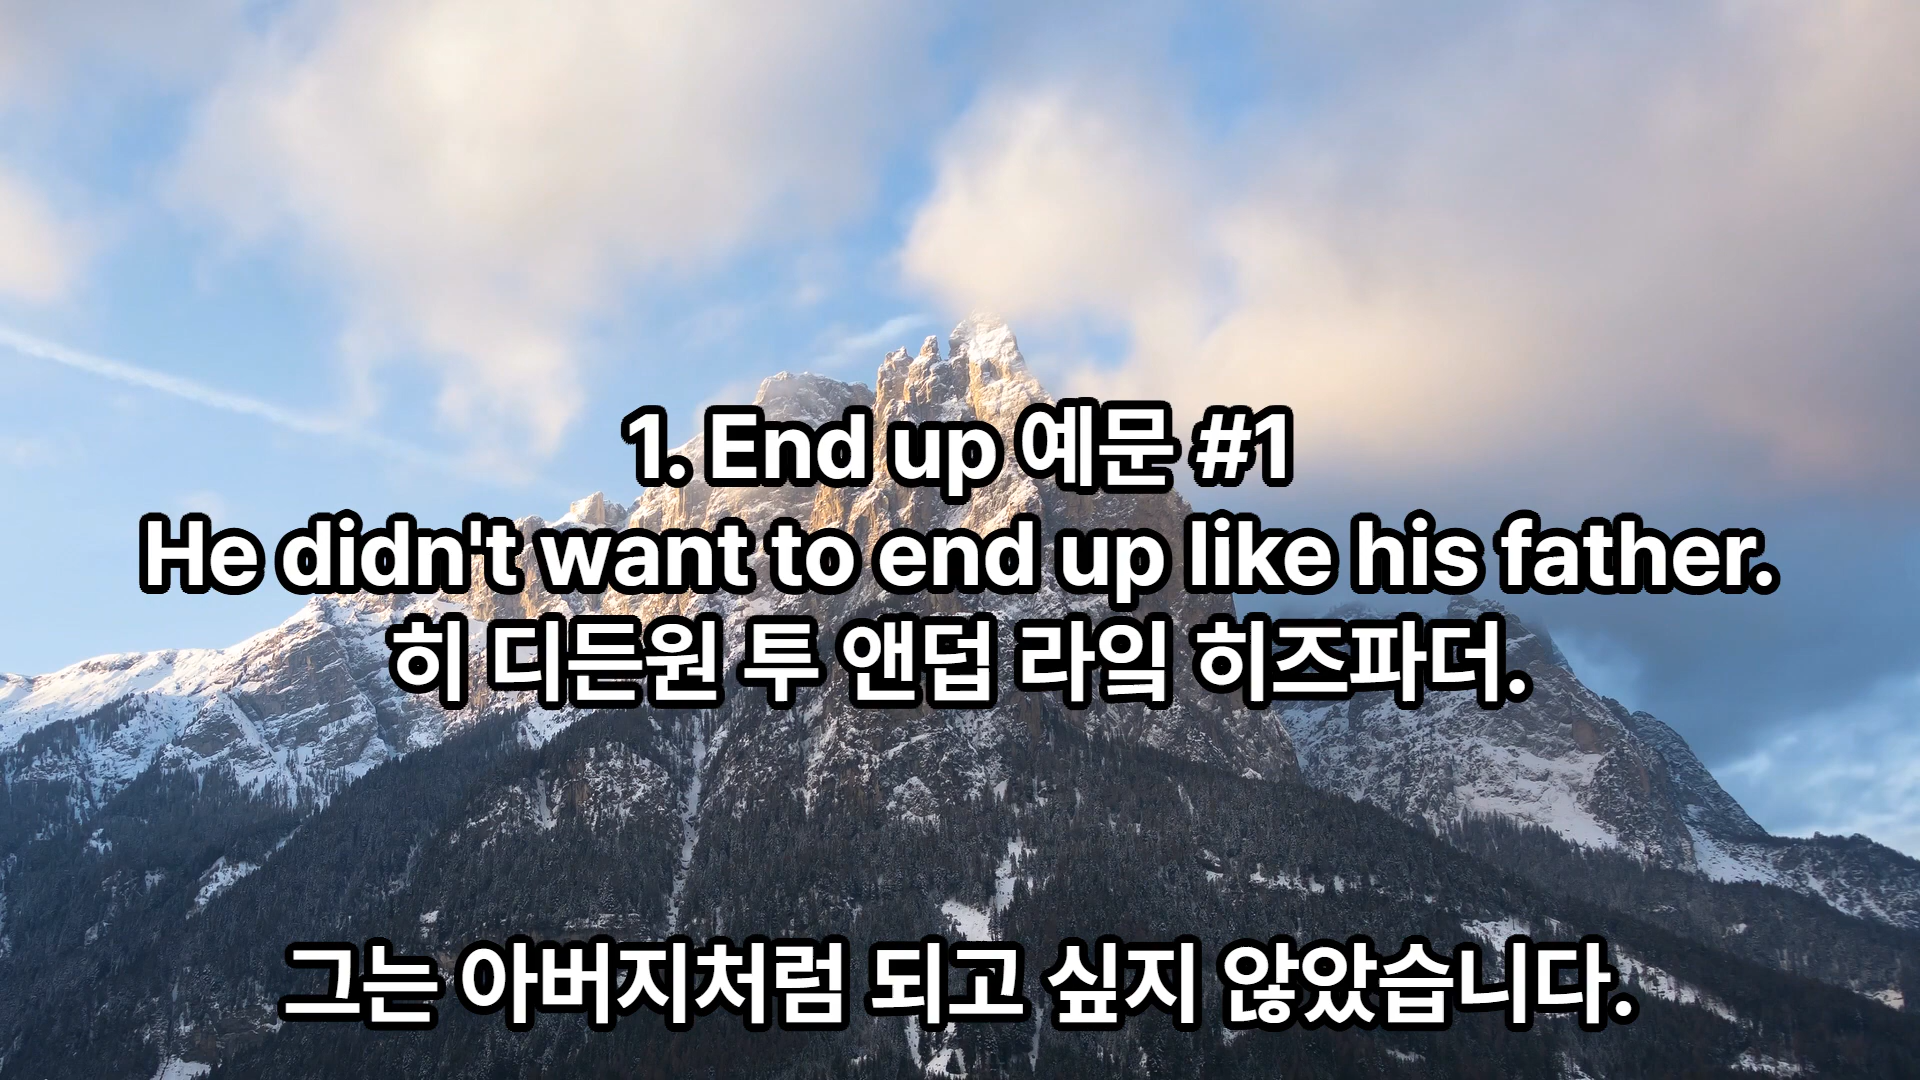 1. End up 예문 #1
He didn't want to end up like his father.
히 디든원 투 앤덥 라잌 히즈파더.
그는 아버지처럼 되고 싶지 않았습니다.